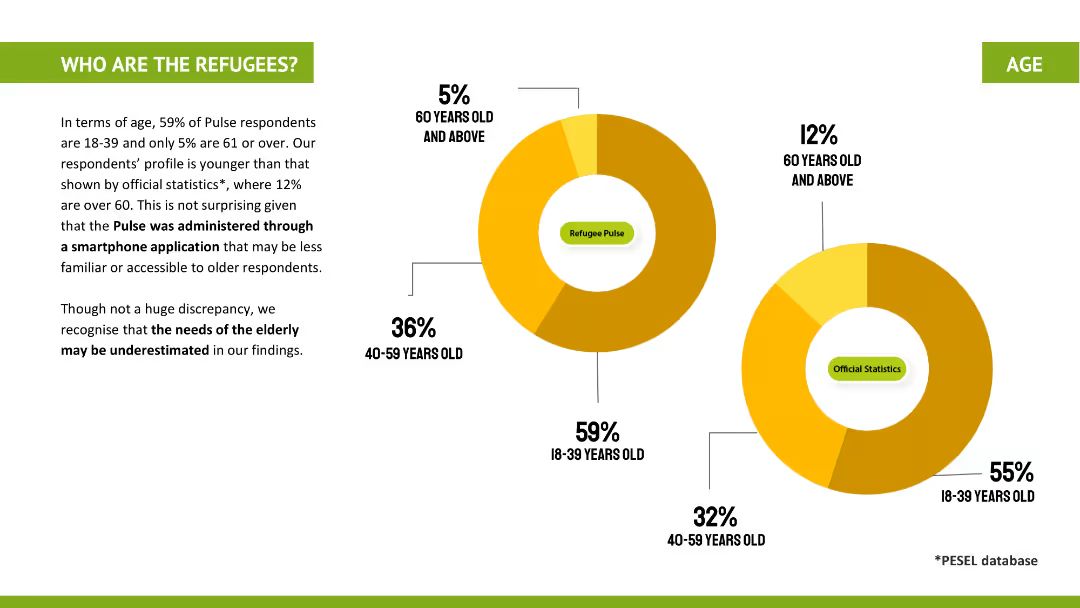 WHO ARE THE REFUGEES?
AGE
In terms of age, 59% of Pulse respondents
are 18-39 and only 5% are 61 or over. Our
respondents’ profile is younger than that
shown by official statistics*, where 12%
are over 60. This is not surprising given
that the Pulse was administered through
a smartphone application that may be less
familiar or accessible to older respondents.
Though not a huge discrepancy, we
recognise that the needs of the elderly
may be underestimated in our findings.
5%
60 YEARS OLD
AND ABOVE
Refugee Pulse
36%
40-59 YEARS OLD
59%
18-39 YEARS OLD
12%
60 YEARS OLD
AND ABOVE
Official Statistics
55%
18-39 YEARS OLD
32%
40-59 YEARS OLD
*PESEL database